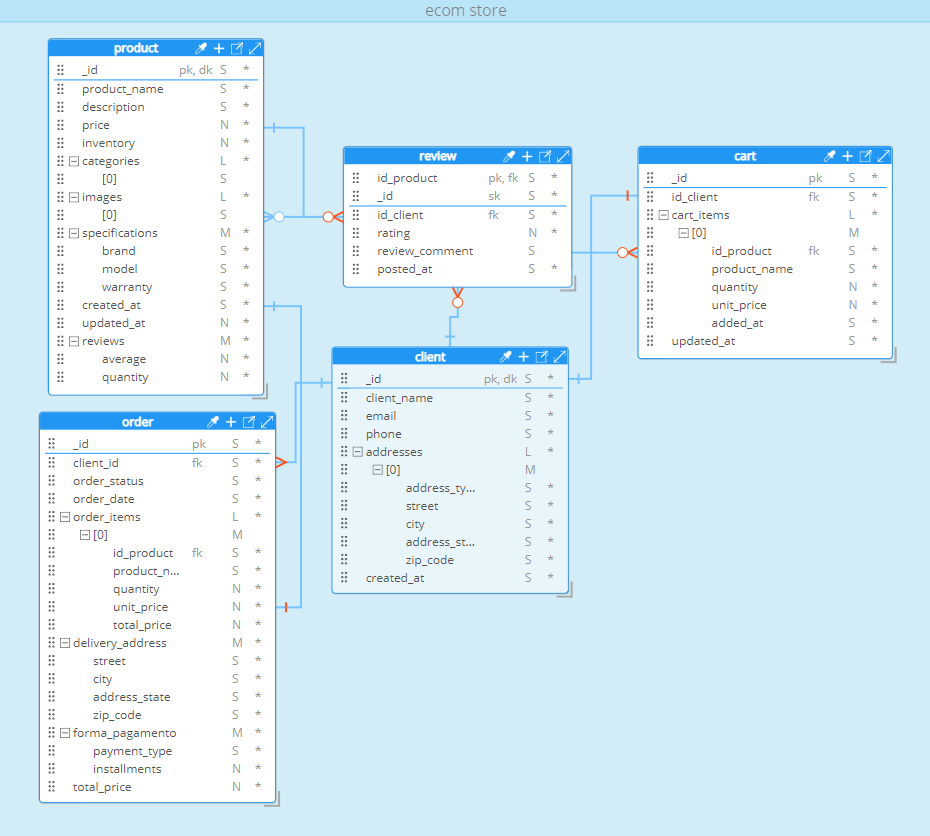 ecom store
product
_id pk, dk S *
product_name S *
description S *
price N *
inventory N *
categories L *
[0] S
images L *
[0] S
specifications M *
brand S *
model S *
warranty S *
created_at S *
updated_at N *
reviews M *
average N *
quantity N *
review
id_product pk, fk S *
_id sk S *
id_client fk S *
rating N *
review_comment S
posted_at S *
cart
_id pk S *
id_client fk S *
cart_items L *
[0] M
id_product fk S *
product_name S *
quantity N *
unit_price N *
added_at S *
updated_at S *
client
_id pk, dk S *
client_name S *
email S *
phone S *
addresses L *
[0] M
address_ty... S *
street S *
city S *
address_st... S *
zip_code S *
created_at S *
order
_id pk S *
client_id fk S *
order_status S *
order_date S *
order_items L *
[0] M
id_product fk S *
product_n... S *
quantity N *
unit_price N *
total_price N *
delivery_address M *
street S *
city S *
address_state S *
zip_code S *
forma_pagamento M *
payment_type S *
installments N *
total_price N *